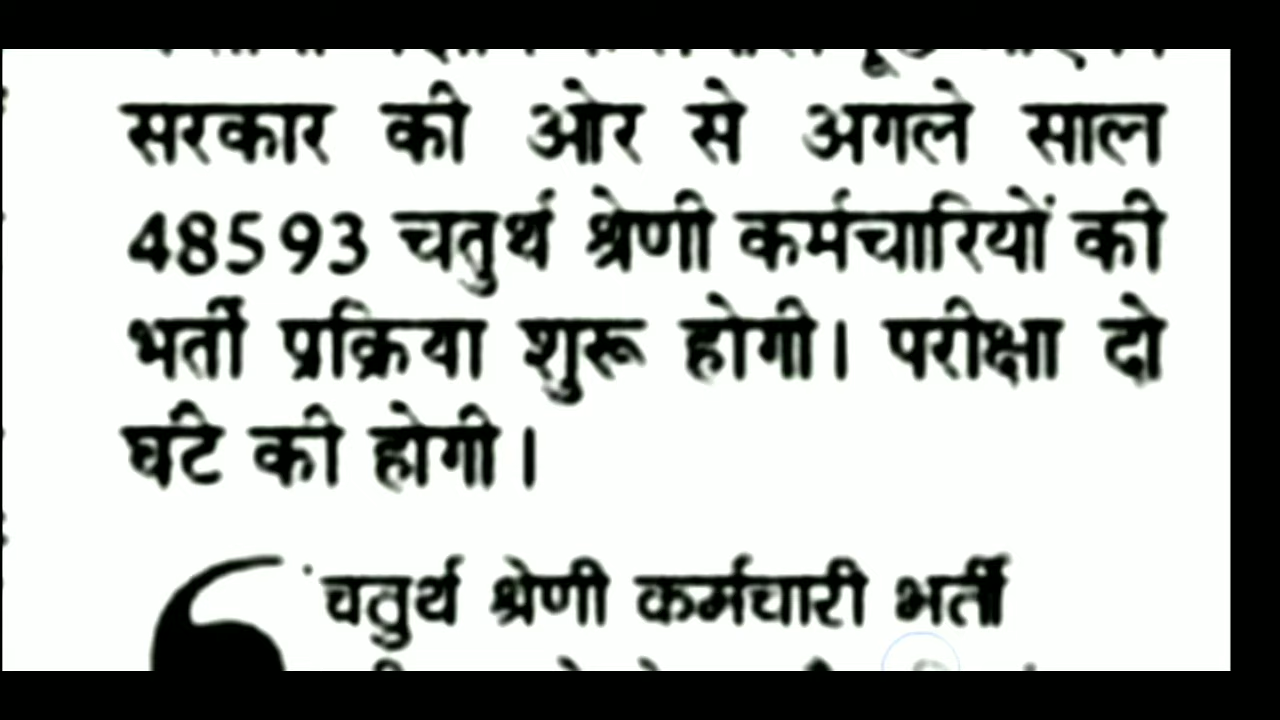 सरकार की ओर से अगले साल
48593 चतुर्थ श्रेणी कर्मचारियों की
भर्ती प्रक्रिया शुरू होगी। परीक्षा दो
घंटे की होगी।
चतुर्थ श्रेणी कर्मचारी भर्ती